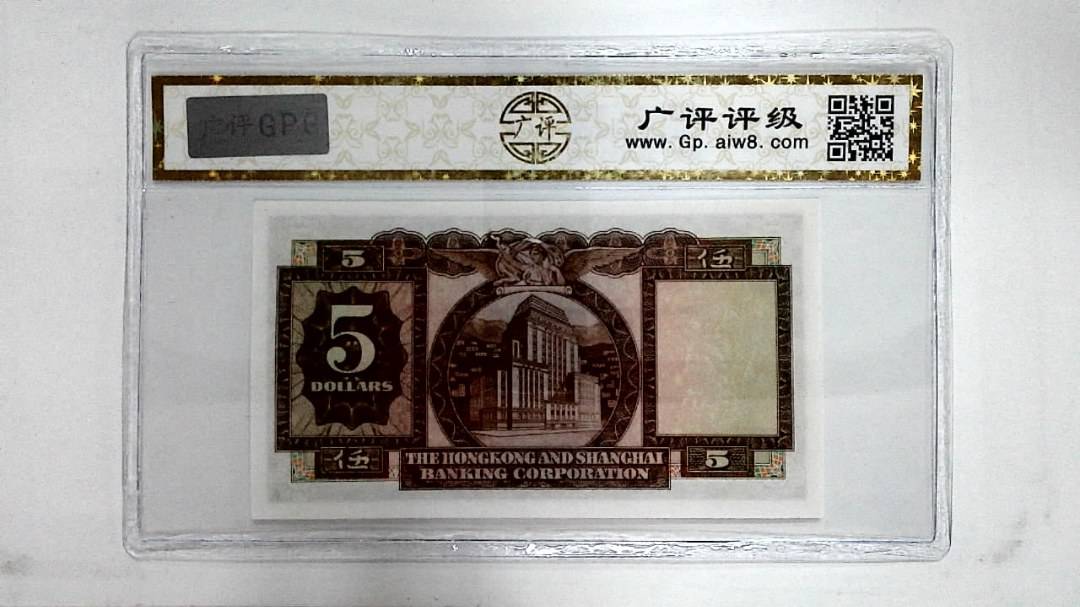 广评GPG
广评
广评评级
www. Gp. aiw8. com
5
伍
5
DOLLARS
伍
THE HONGKONG AND SHANGHAI
BANKING CORPORATION
5